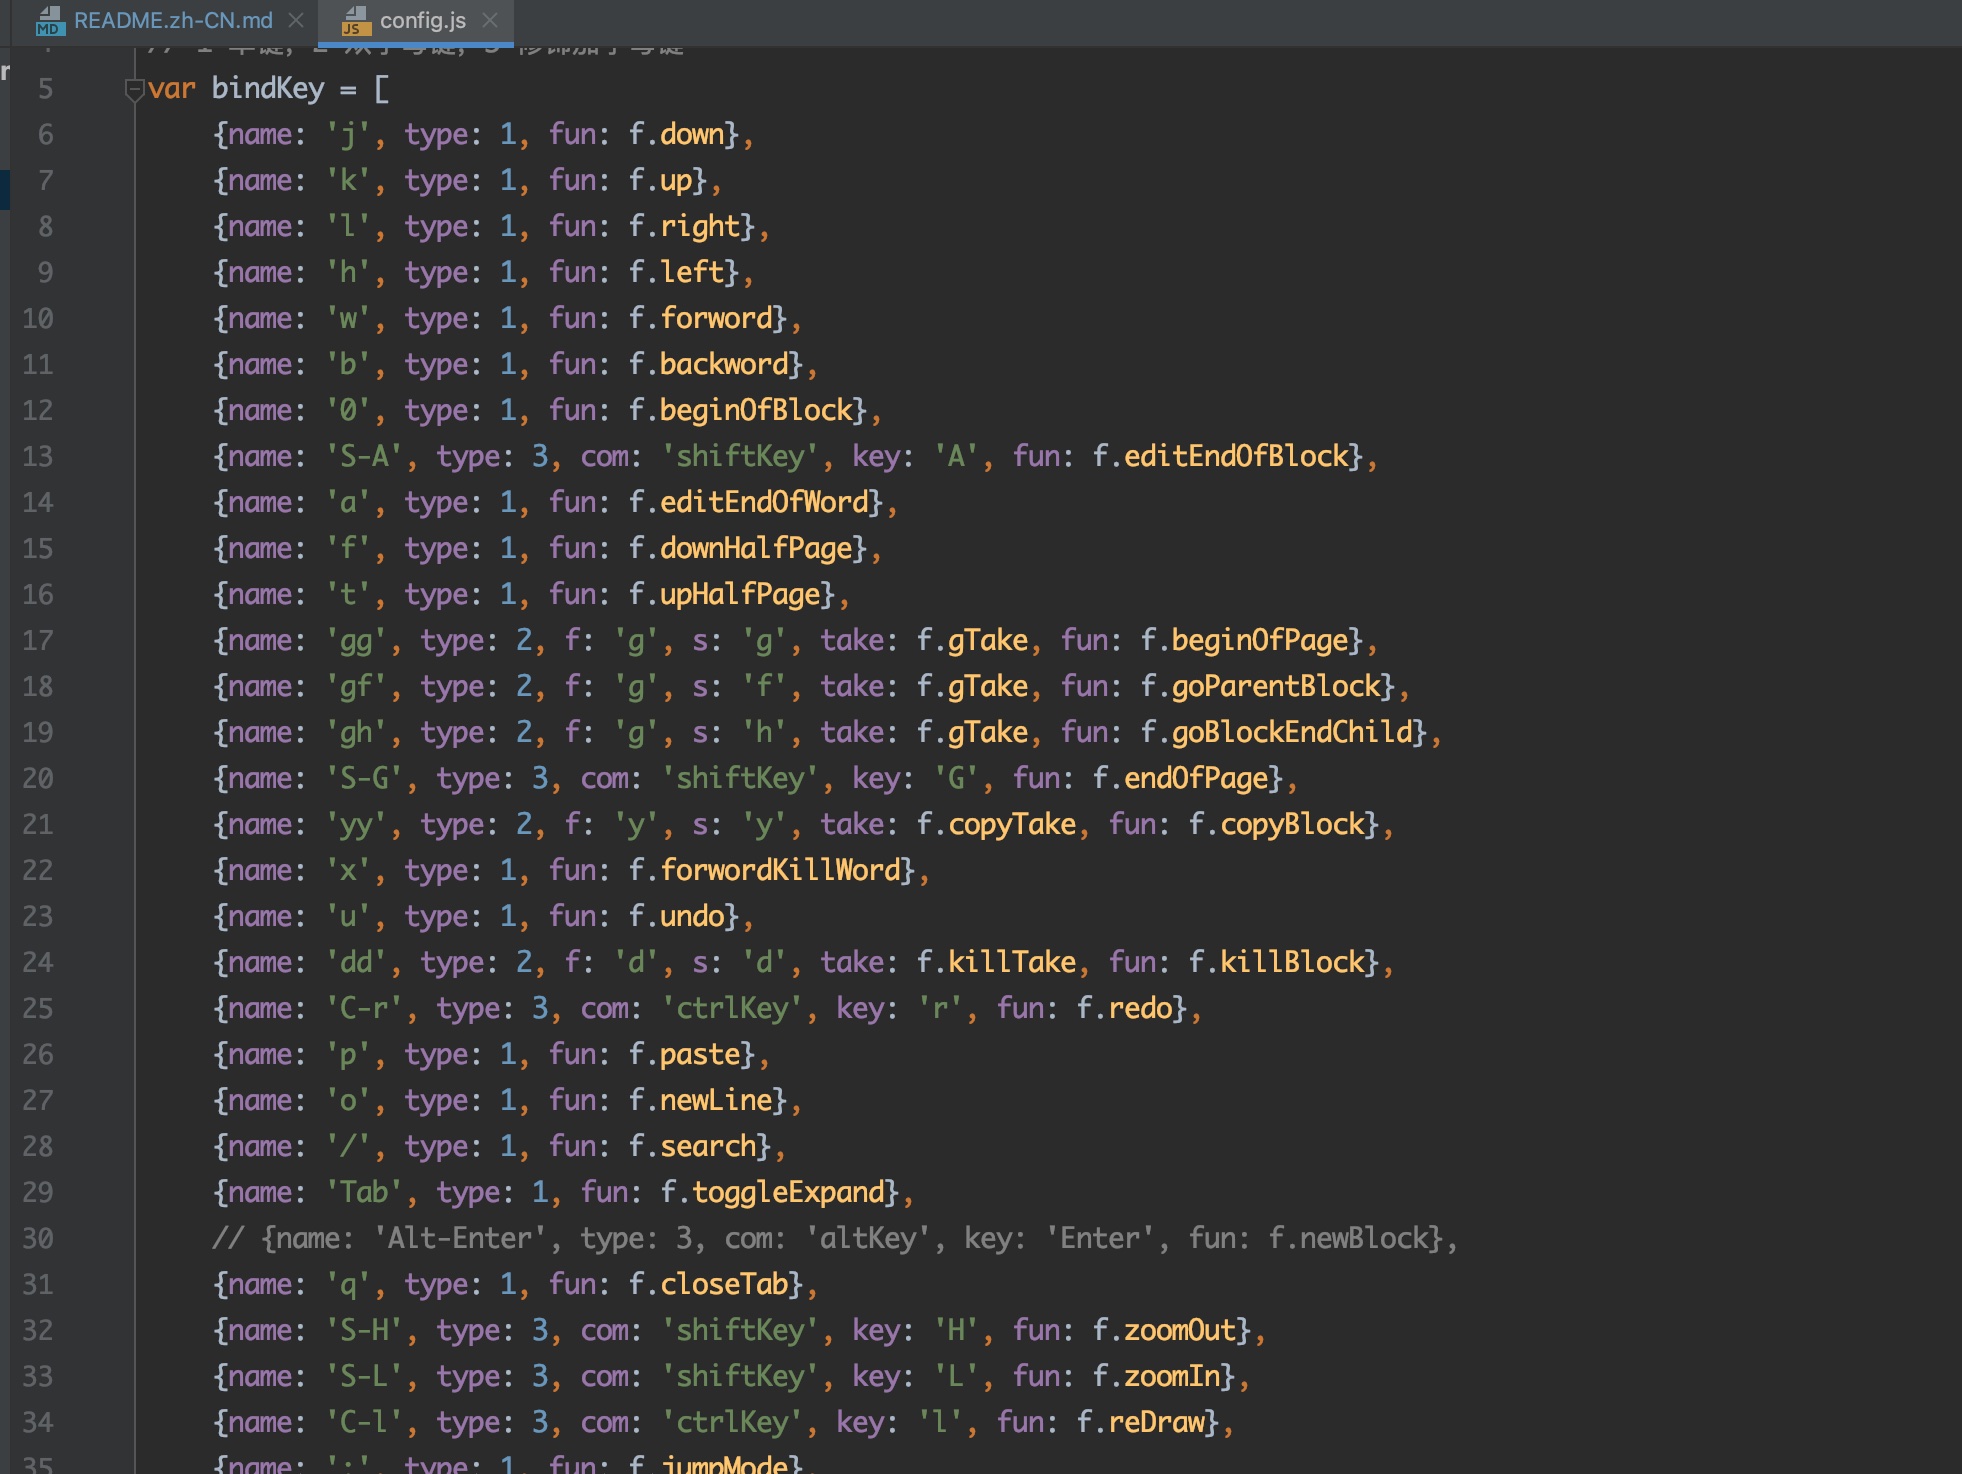 README.zh-CN.md
config.js
5 var bindKey = [
6 {name: 'j', type: 1, fun: f.down},
7 {name: 'k', type: 1, fun: f.up},
8 {name: 'l', type: 1, fun: f.right},
9 {name: 'h', type: 1, fun: f.left},
10 {name: 'w', type: 1, fun: f.forword},
11 {name: 'b', type: 1, fun: f.backword},
12 {name: '0', type: 1, fun: f.beginOfBlock},
13 {name: 'S-A', type: 3, com: 'shiftKey', key: 'A', fun: f.editEndOfBlock},
14 {name: 'a', type: 1, fun: f.editEndOfWord},
15 {name: 'f', type: 1, fun: f.downHalfPage},
16 {name: 't', type: 1, fun: f.upHalfPage},
17 {name: 'gg', type: 2, f: 'g', s: 'g', take: f.gTake, fun: f.beginOfPage},
18 {name: 'gf', type: 2, f: 'g', s: 'f', take: f.gTake, fun: f.goParentBlock},
19 {name: 'gh', type: 2, f: 'g', s: 'h', take: f.gTake, fun: f.goBlockEndChild},
20 {name: 'S-G', type: 3, com: 'shiftKey', key: 'G', fun: f.endOfPage},
21 {name: 'yy', type: 2, f: 'y', s: 'y', take: f.copyTake, fun: f.copyBlock},
22 {name: 'x', type: 1, fun: f.forwordKillWord},
23 {name: 'u', type: 1, fun: f.undo},
24 {name: 'dd', type: 2, f: 'd', s: 'd', take: f.killTake, fun: f.killBlock},
25 {name: 'C-r', type: 3, com: 'ctrlKey', key: 'r', fun: f.redo},
26 {name: 'p', type: 1, fun: f.paste},
27 {name: 'o', type: 1, fun: f.newLine},
28 {name: '/', type: 1, fun: f.search},
29 {name: 'Tab', type: 1, fun: f.toggleExpand},
30 // {name: 'Alt-Enter', type: 3, com: 'altKey', key: 'Enter', fun: f.newBlock},
31 {name: 'q', type: 1, fun: f.closeTab},
32 {name: 'S-H', type: 3, com: 'shiftKey', key: 'H', fun: f.zoomOut},
33 {name: 'S-L', type: 3, com: 'shiftKey', key: 'L', fun: f.zoomIn},
34 {name: 'C-l', type: 3, com: 'ctrlKey', key: 'l', fun: f.reDraw},
35 {name: type: 1, fun: f.jumpMode},